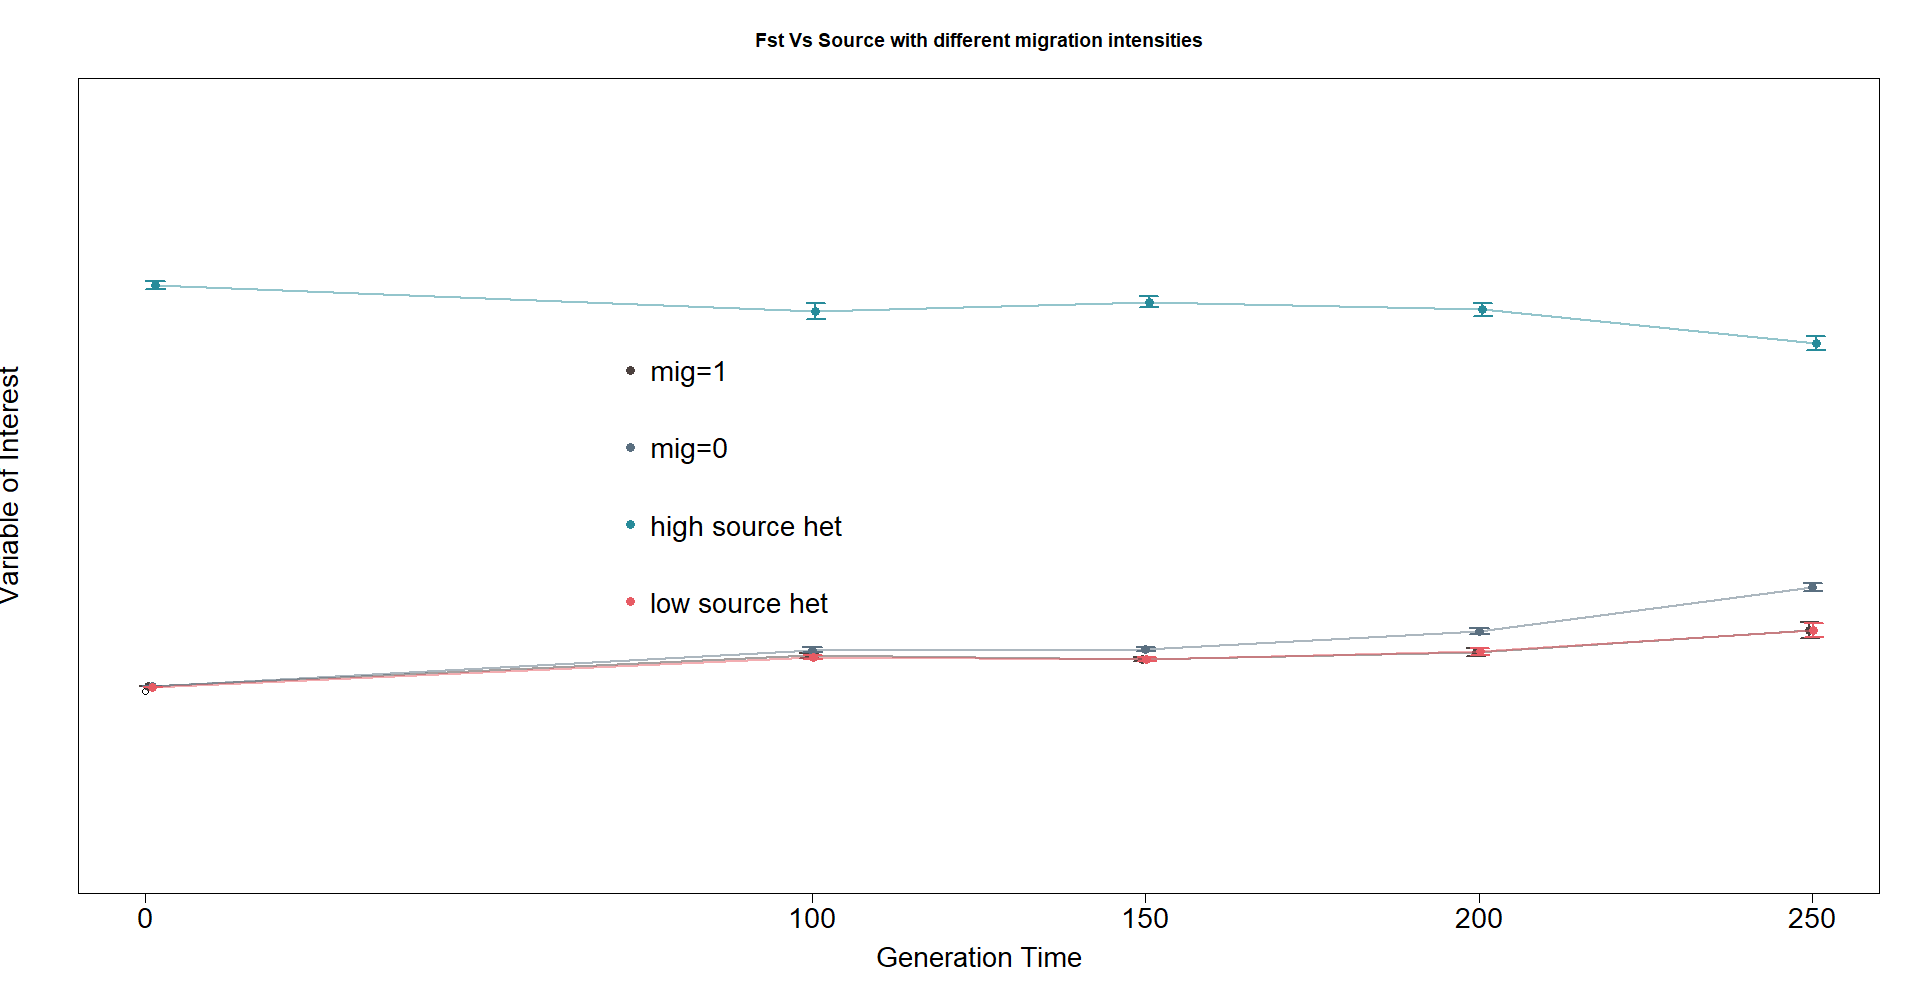 Fst Vs Source with different migration intensities
Variable of Interest
mig=1
mig=0
high source het
low source het
0 100 150 200 250
Generation Time